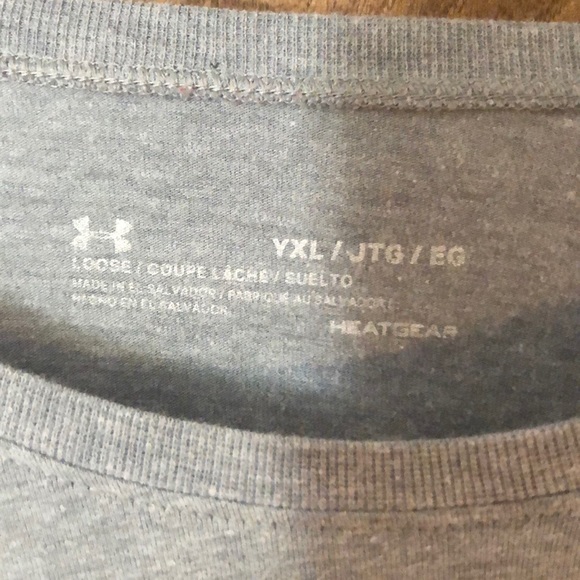 YXL / JTG / EG
LOOSE / COUPE LÂCHE / SUELTO
MADE IN EL SALVADOR / FABRIQUÉ AU SALVADOR /
HECHO EN EL SALVADOR
HEATGEAR